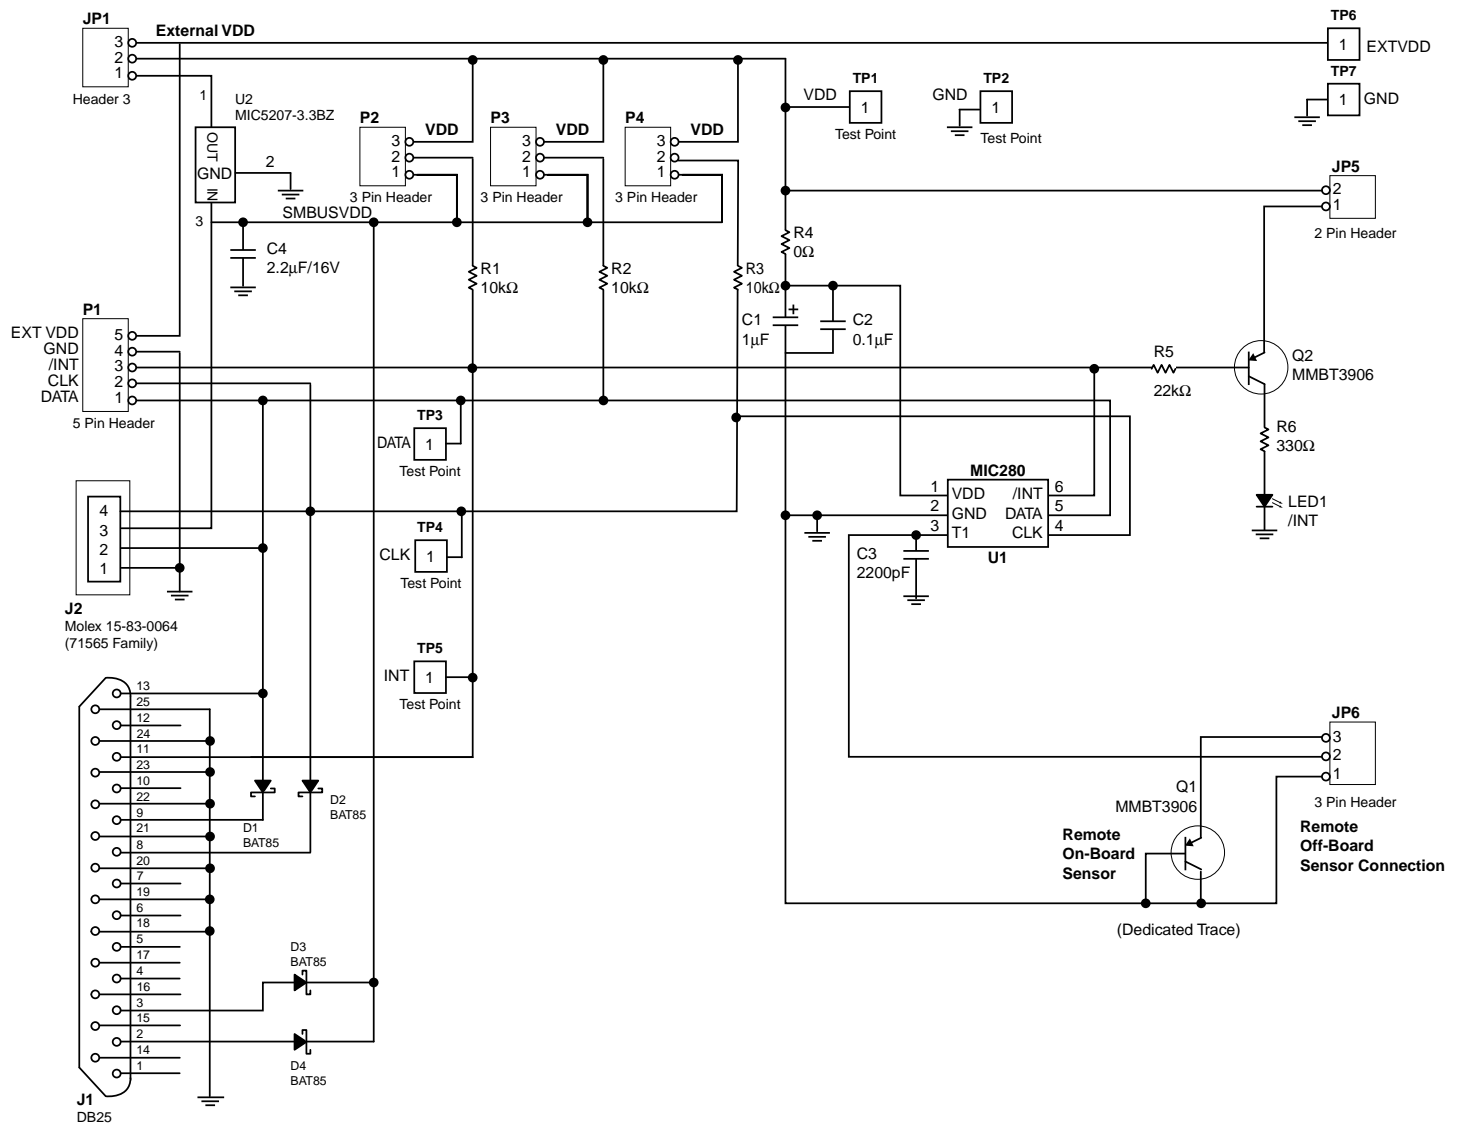 JP1
External VDD
3
2
1
Header 3
TP6
1
EXTVDD
TP7
1
GND
TP1
VDD
1
Test Point
TP2
GND
1
Test Point
1
U2
MIC5207-3.3BZ
OUT
GND
IN
2
3
P2
VDD
3
2
1
3 Pin Header
P3
VDD
3
2
1
3 Pin Header
P4
VDD
3
2
1
3 Pin Header
JP5
2
1
2 Pin Header
SMBUSVDD
C4
2.2μF/16V
R1
10kΩ
R2
10kΩ
R3
10kΩ
R4
0Ω
C1
1μF
+
C2
0.1μF
P1
EXT VDD
5
GND
4
/INT
3
CLK
2
DATA
1
5 Pin Header
R5
22kΩ
Q2
MMBT3906
R6
330Ω
LED1
/INT
TP3
DATA
1
Test Point
TP4
CLK
1
Test Point
TP5
INT
1
Test Point
MIC280
1
VDD
/INT
6
2
GND
DATA
5
3
T1
CLK
4
U1
C3
2200pF
4
3
2
1
J2
Molex 15-83-0064
(71565 Family)
13
25
12
24
11
23
10
22
9
21
8
20
7
19
6
18
5
17
4
16
3
15
2
14
1
J1
DB25
D1
BAT85
D2
BAT85
D3
BAT85
D4
BAT85
JP6
3
2
1
3 Pin Header
Remote
Off-Board
Sensor Connection
Q1
MMBT3906
Remote
On-Board
Sensor
(Dedicated Trace)